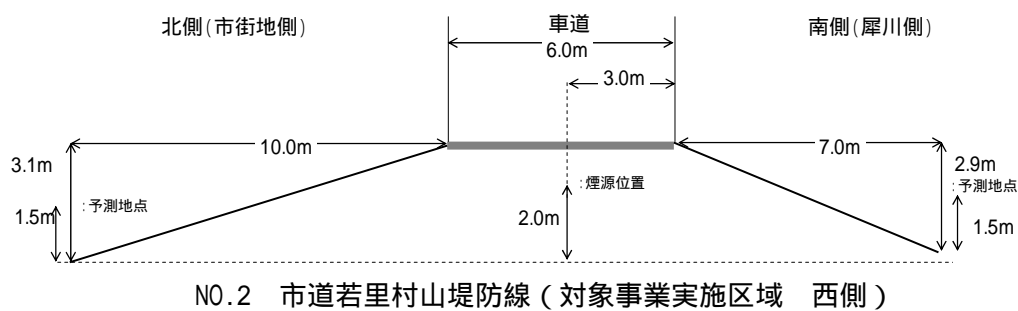 北側(市街地側) 車道 南側(犀川側)
6.0m
3.0m
10.0m 7.0m
3.1m 2.9m
:煙源位置 :予測地点
:予測地点
1.5m 2.0m 1.5m
NO.2 市道若里村山堤防線(対象事業実施区域 西側)